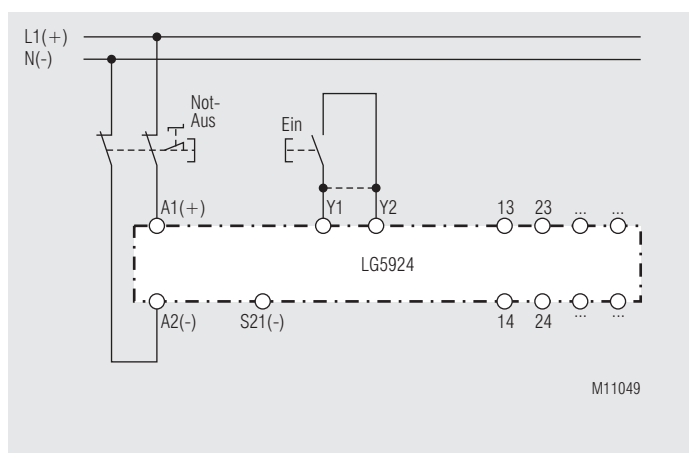 L1(+)
N(-)
Not-
Aus
Ein
A1(+)
Y1
Y2
13
23
...
...
LG5924
A2(-)
S21(-)
14
24
...
...
M11049